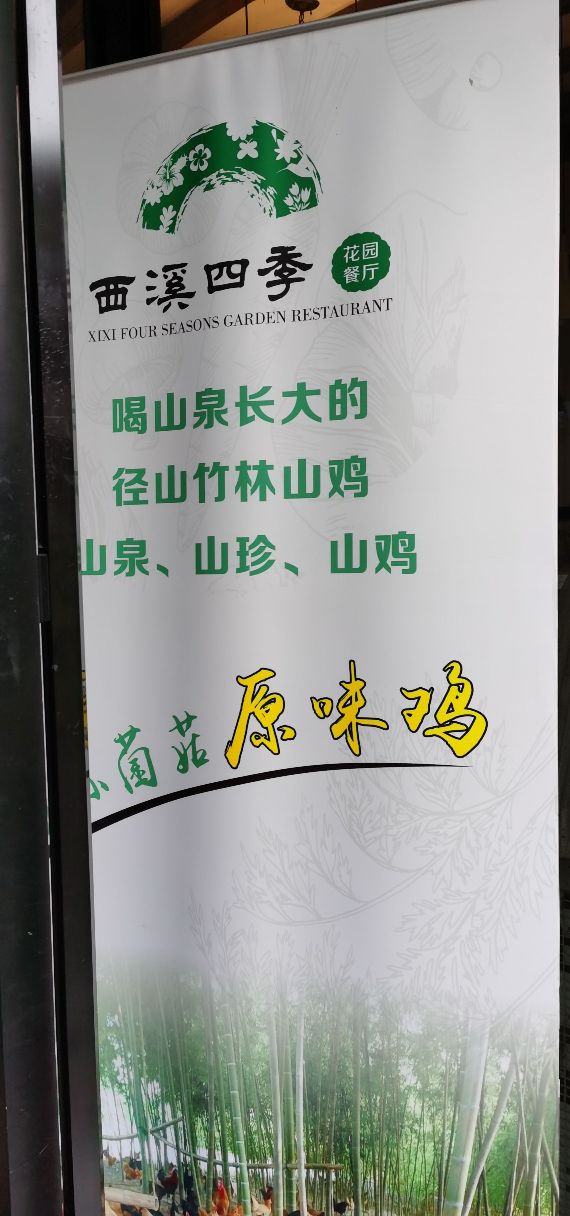 西溪四季
花园
餐厅
XIXI FOUR SEASONS GARDEN RESTAURANT
喝山泉长大的
径山竹林山鸡
山泉、山珍、山鸡
菌菇原味鸡